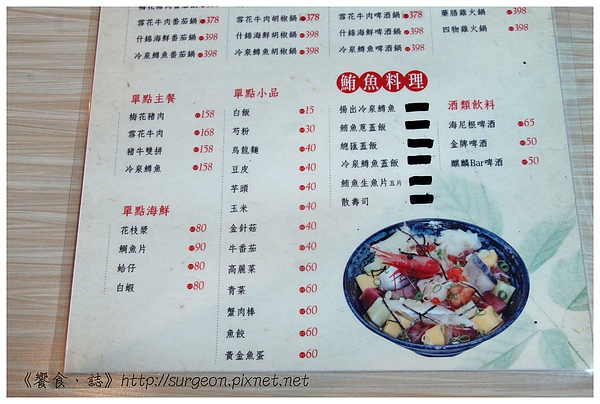 雪花牛肉番茄鍋 378
什錦海鮮番茄鍋 398
冷泉鱒魚番茄鍋 398
雪花牛肉胡椒鍋 378
什錦海鮮胡椒鍋 398
冷泉鱒魚胡椒鍋 398
雪花牛肉啤酒鍋 378
什錦海鮮啤酒鍋 398
冷泉鱒魚啤酒鍋 398
藥膳雞火鍋 398
四物雞火鍋 398
單點主餐
梅花豬肉 158
雪花牛肉 168
豬牛雙拼 158
冷泉鱒魚 158
單點海鮮
花枝漿 80
鯛魚片 90
蛤仔 80
白蝦 80
單點小品
白飯 15
芍粉 30
烏龍麵 40
豆皮 40
芋頭 40
玉米 40
金針菇 40
牛番茄 40
高麗菜 60
青菜 60
蟹肉棒 60
魚餃 60
黃金魚蛋 60
鮪魚料理
揚出冷泉鱒魚
鮪魚蔥蓋飯
總匯蓋飯
冷泉鱒魚蓋飯
鮪魚生魚片五片
散壽司
酒類飲料
海尼根啤酒 65
金牌啤酒 50
麒麟Bar啤酒 50
《饗食‧誌》http://surgeon.pixnet.net